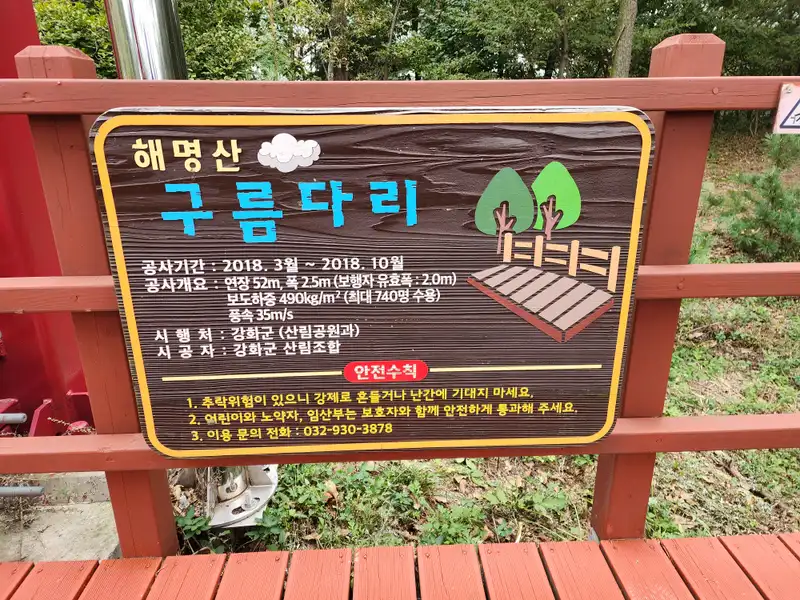 해명산
구름다리
공사기간 : 2018. 3월 ~ 2018. 10월
공사개요 : 연장 52m, 폭 2.5m (보행자 유효폭 : 2.0m)
보도하중 490kg/m² (최대 740명 수용)
풍속 35m/s
시 행 처 : 강화군 (산림공원과)
시 공 자 : 강화군 산림조합
안전수칙
1. 추락위험이 있으니 강제로 흔들거나 난간에 기대지 마세요.
2. 어린이와 노약자, 임산부는 보호자와 함께 안전하게 통과해 주세요.
3. 이용 문의 전화 : 032-930-3878